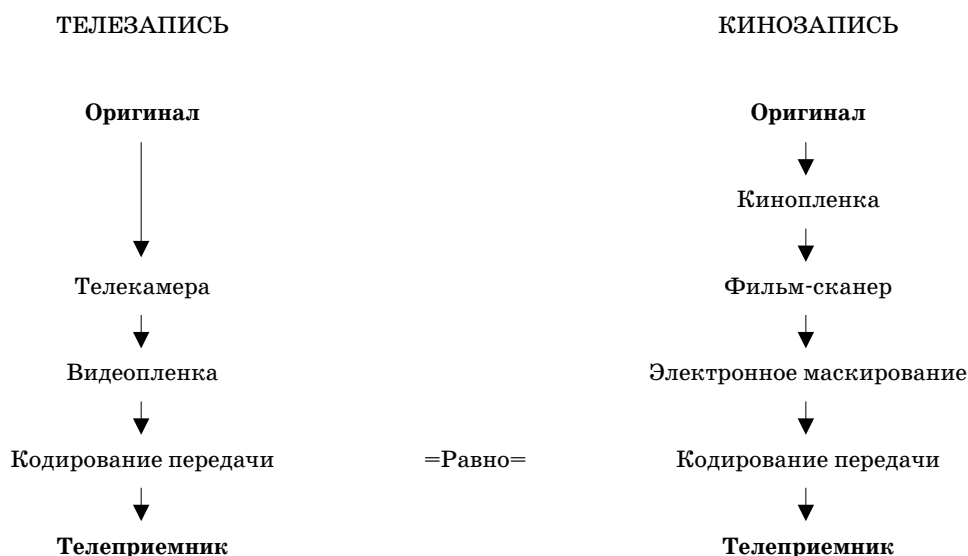 ТЕЛЕЗАПИСЬ
Оригинал
Телекамера
Видеопленка
Кодирование передачи
Телеприемник
=Равно=
КИНОЗАПИСЬ
Оригинал
Кинопленка
Фильм-сканер
Электронное маскирование
Кодирование передачи
Телеприемник